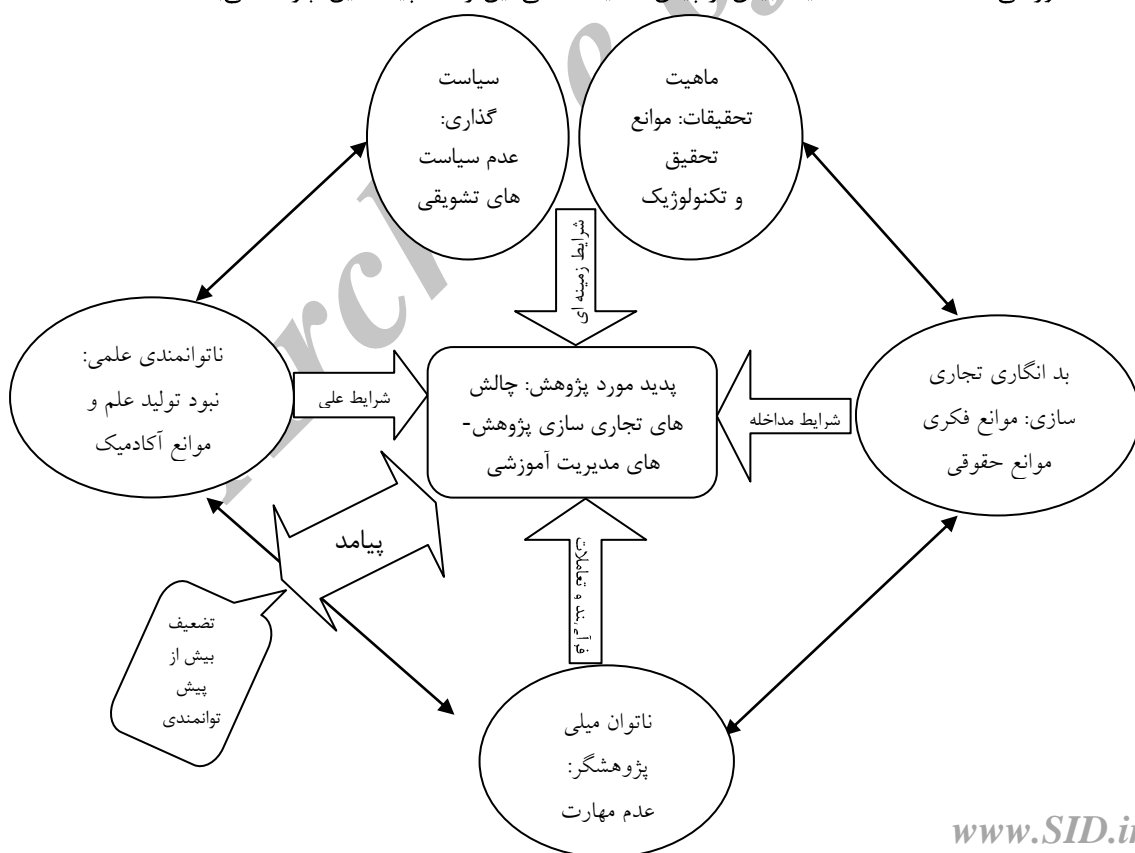 ماهیت
تحقیقات: موانع
تحقیق
و تکنولوژیک
سیاست
گذاری:
عدم سیاست
های تشویقی
شرایط زمینه ای
بد انگاری تجاری
سازی: موانع فکری
موانع حقوقی
شرایط مداخله
پدید مورد پژوهش: چالش
های تجاری سازی پژوهش-
های مدیریت آموزشی
شرایط علی
ناتوانمندی علمی:
نبود تولید علم و
موانع آکادمیک
پیامد
فرآیند و تعاملات
تضعیف
بیش از
پیش
توانمندی
ناتوان میلی
پژوهشگر:
عدم مهارت
www.SID.ir